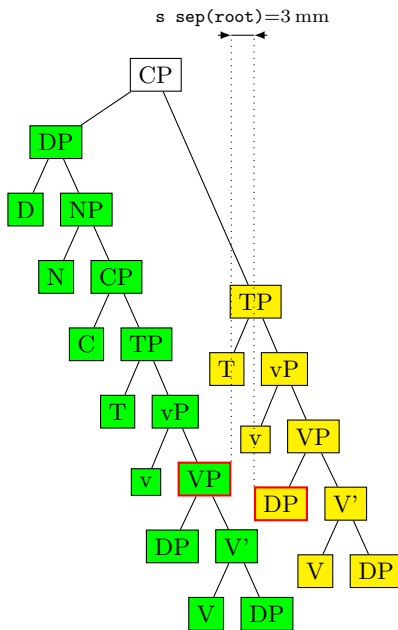 s sep(root)=3 mm
CP
DP
D NP
N CP
TP
C TP
T vP
T vP
v VP
v VP
DP
DP V'
V'
V DP
V DP